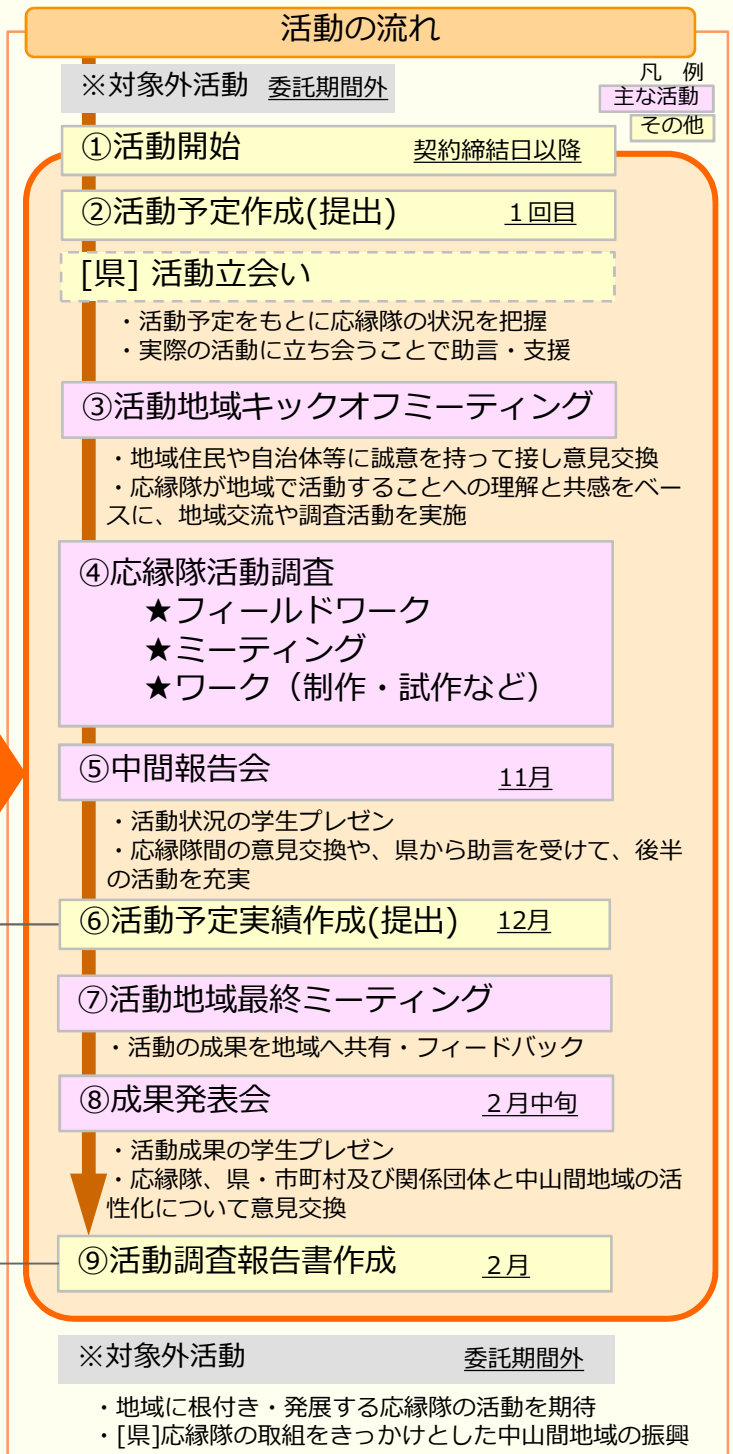 活動の流れ
※対象外活動 委託期間外
凡 例
主な活動
その他
①活動開始 契約締結日以降
②活動予定作成(提出) １回目
[県] 活動立会い
・活動予定をもとに応縁隊の状況を把握
・実際の活動に立ち会うことで助言・支援
③活動地域キックオフミーティング
・地域住民や自治体等に誠意を持って接し意見交換
・応縁隊が地域で活動することへの理解と共感をベー
スに、地域交流や調査活動を実施
④応縁隊活動調査
★フィールドワーク
★ミーティング
★ワーク（制作・試作など）
⑤中間報告会 11月
・活動状況の学生プレゼン
・応縁隊間の意見交換や、県から助言を受けて、後半
の活動を充実
⑥活動予定実績作成(提出) 12月
⑦活動地域最終ミーティング
・活動の成果を地域へ共有・フィードバック
⑧成果発表会 ２月中旬
・活動成果の学生プレゼン
・応縁隊、県・市町村及び関係団体と中山間地域の活
性化について意見交換
⑨活動調査報告書作成 ２月
※対象外活動 委託期間外
・地域に根付き・発展する応縁隊の活動を期待
・[県]応縁隊の取組をきっかけとした中山間地域の振興